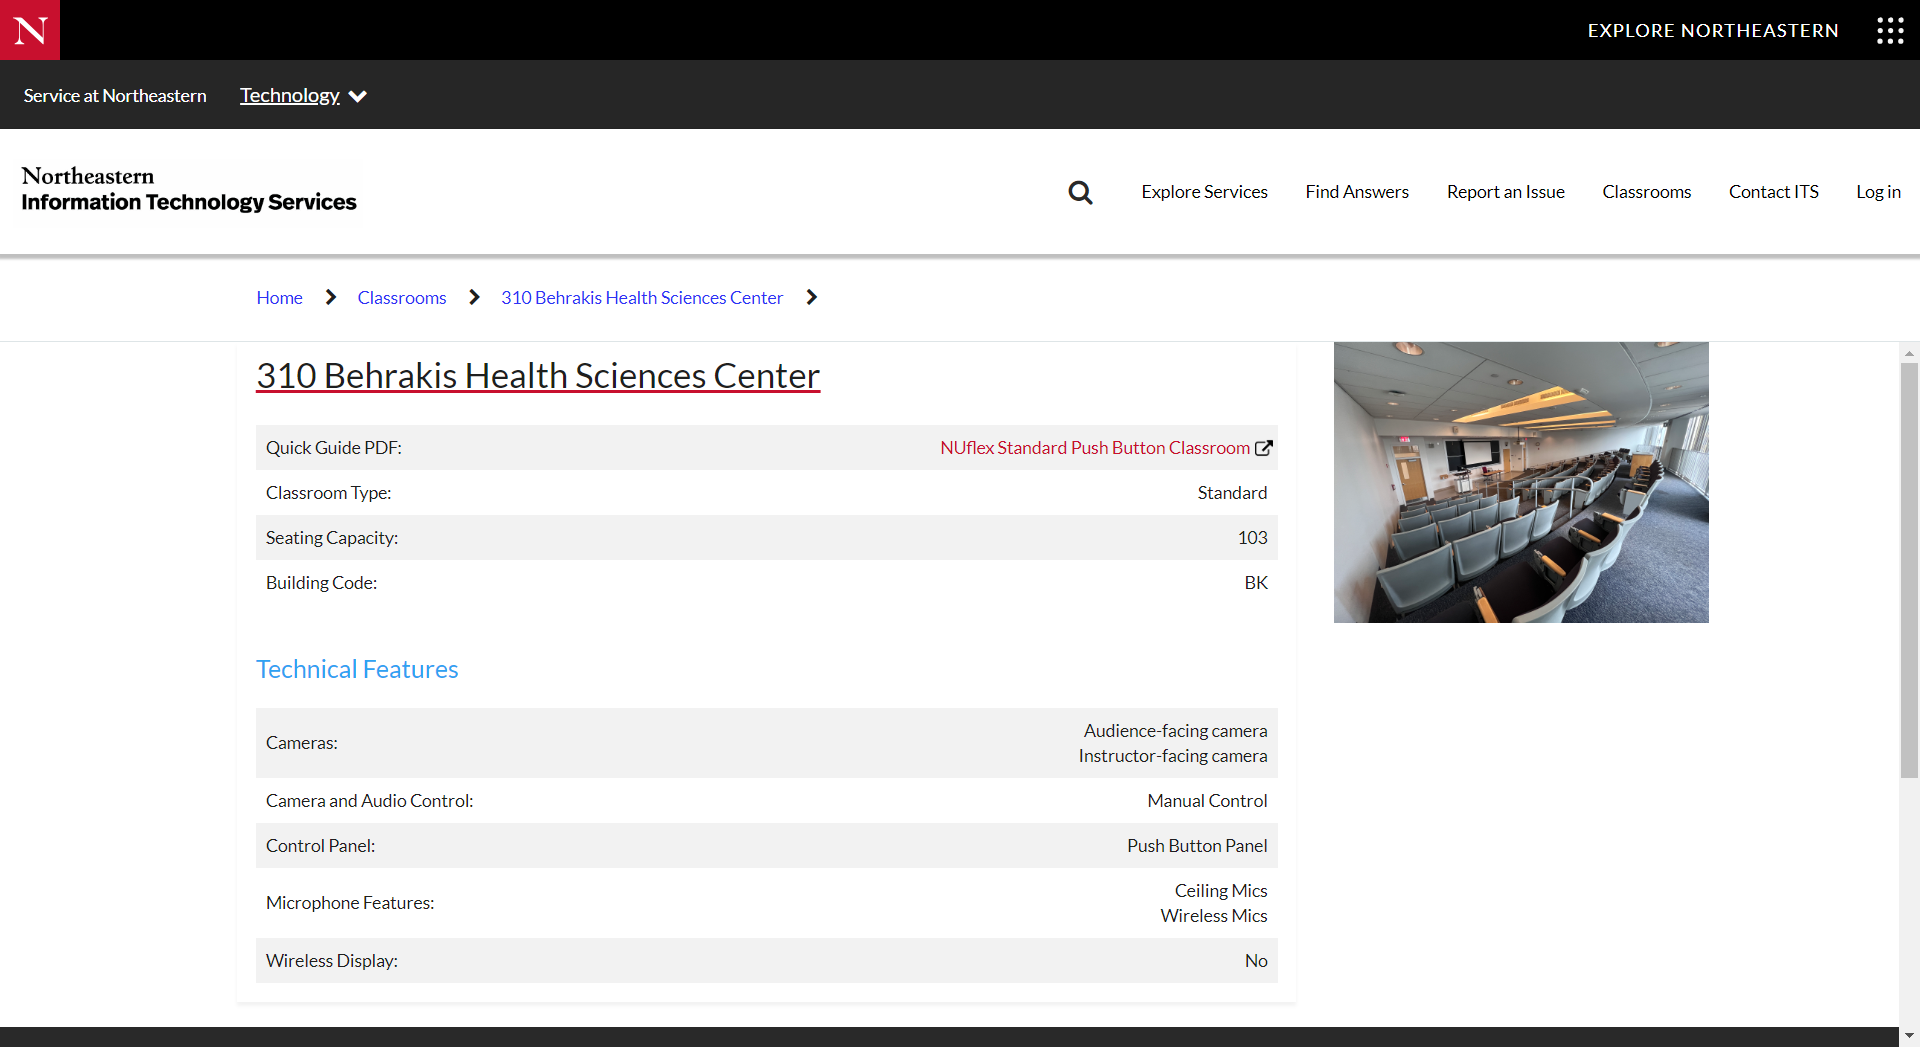 N
EXPLORE NORTHEASTERN
Service at Northeastern
Technology
Northeastern
Information Technology Services
Explore Services
Find Answers
Report an Issue
Classrooms
Contact ITS
Log in
Home
Classrooms
310 Behrakis Health Sciences Center
310 Behrakis Health Sciences Center
Quick Guide PDF: NUflex Standard Push Button Classroom
Classroom Type: Standard
Seating Capacity: 103
Building Code: BK
Technical Features
Cameras: Audience-facing camera
Instructor-facing camera
Camera and Audio Control: Manual Control
Control Panel: Push Button Panel
Microphone Features: Ceiling Mics
Wireless Mics
Wireless Display: No